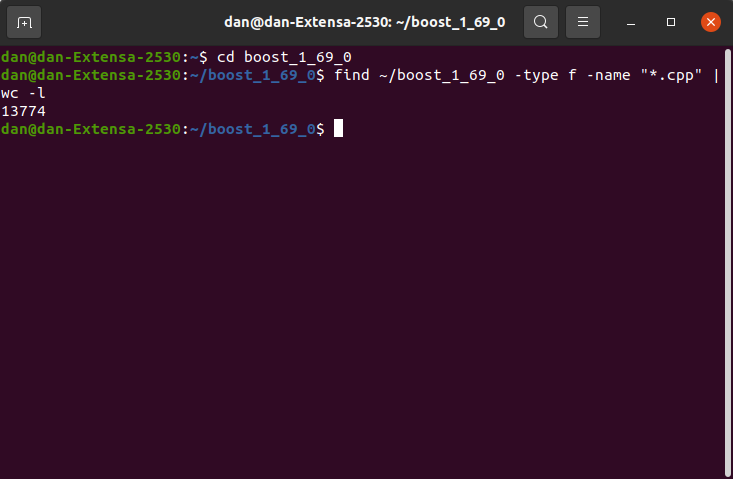 dan@dan-Extensa-2530: ~/boost_1_69_0
dan@dan-Extensa-2530:~$ cd boost_1_69_0
dan@dan-Extensa-2530:~/boost_1_69_0$ find ~/boost_1_69_0 -type f -name "*.cpp" |
wc -l
13774
dan@dan-Extensa-2530:~/boost_1_69_0$